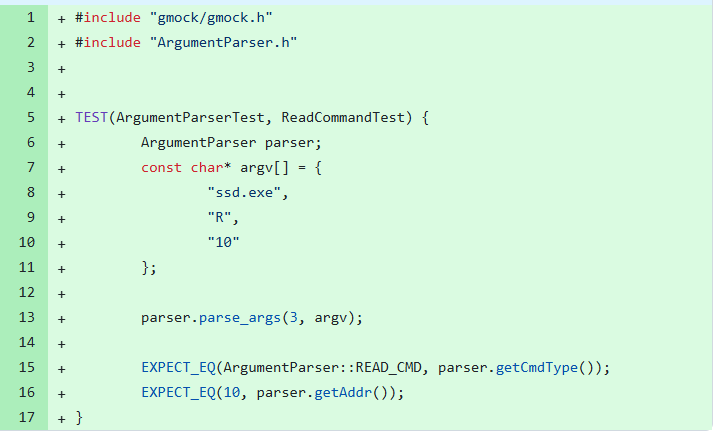 1 + #include "gmock/gmock.h"
2 + #include "ArgumentParser.h"
3 +
4 +
5 + TEST(ArgumentParserTest, ReadCommandTest) {
6 + ArgumentParser parser;
7 + const char* argv[] = {
8 + "ssd.exe",
9 + "R",
10 + "10"
11 + };
12 +
13 + parser.parse_args(3, argv);
14 +
15 + EXPECT_EQ(ArgumentParser::READ_CMD, parser.getCmdType());
16 + EXPECT_EQ(10, parser.getAddr());
17 + }